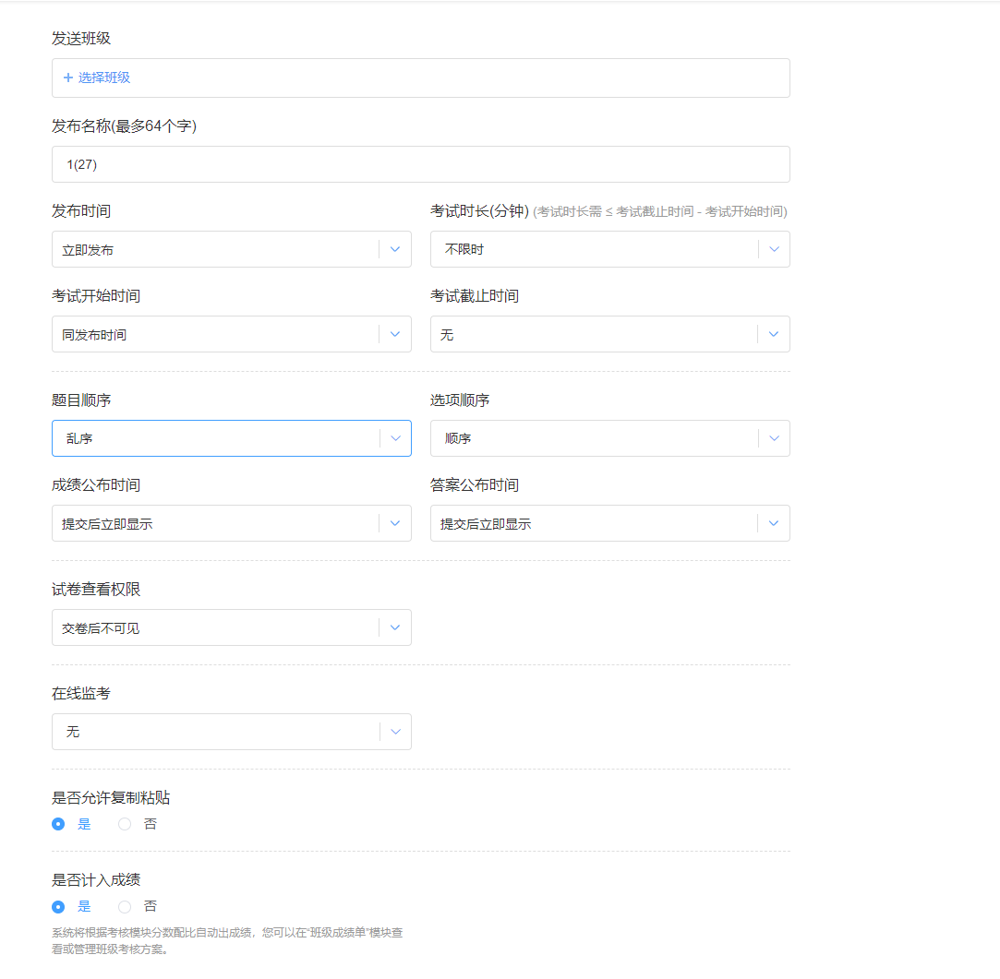 发送班级
+ 选择班级
发布名称(最多64个字)
1(27)
发布时间
考试时长(分钟) (考试时长需 ≤ 考试截止时间 - 考试开始时间)
立即发布
不限时
考试开始时间
考试截止时间
同发布时间
无
题目顺序
选项顺序
乱序
顺序
成绩公布时间
答案公布时间
提交后立即显示
提交后立即显示
试卷查看权限
交卷后不可见
在线监考
无
是否允许复制粘贴
是 否
是否计入成绩
是 否
系统将根据考核模块分数配比自动出成绩，您可以在“班级成绩单”模块查
看或管理班级考核方案。